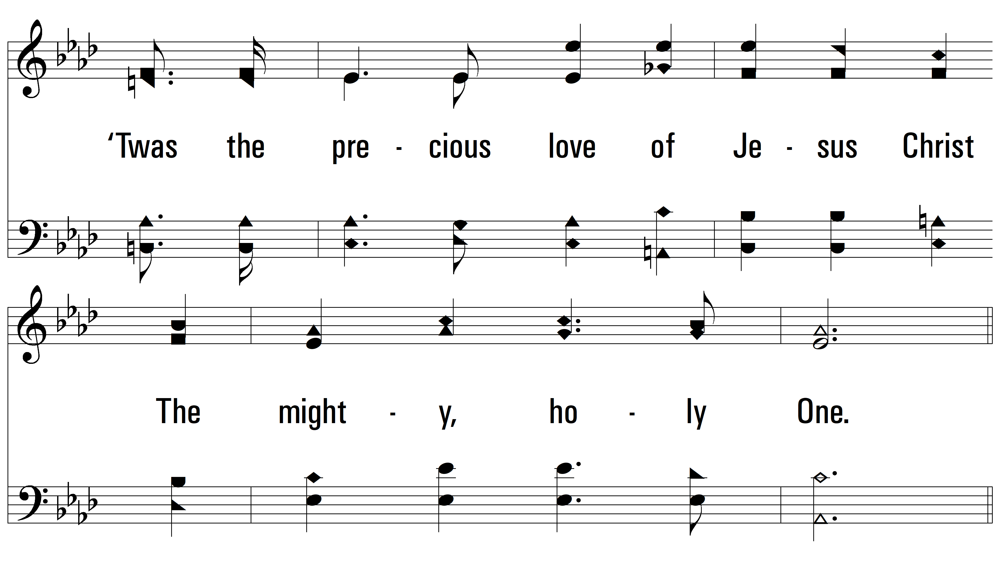 ‘Twas the pre - cious love of Je - sus Christ
The might - y, ho - ly One.